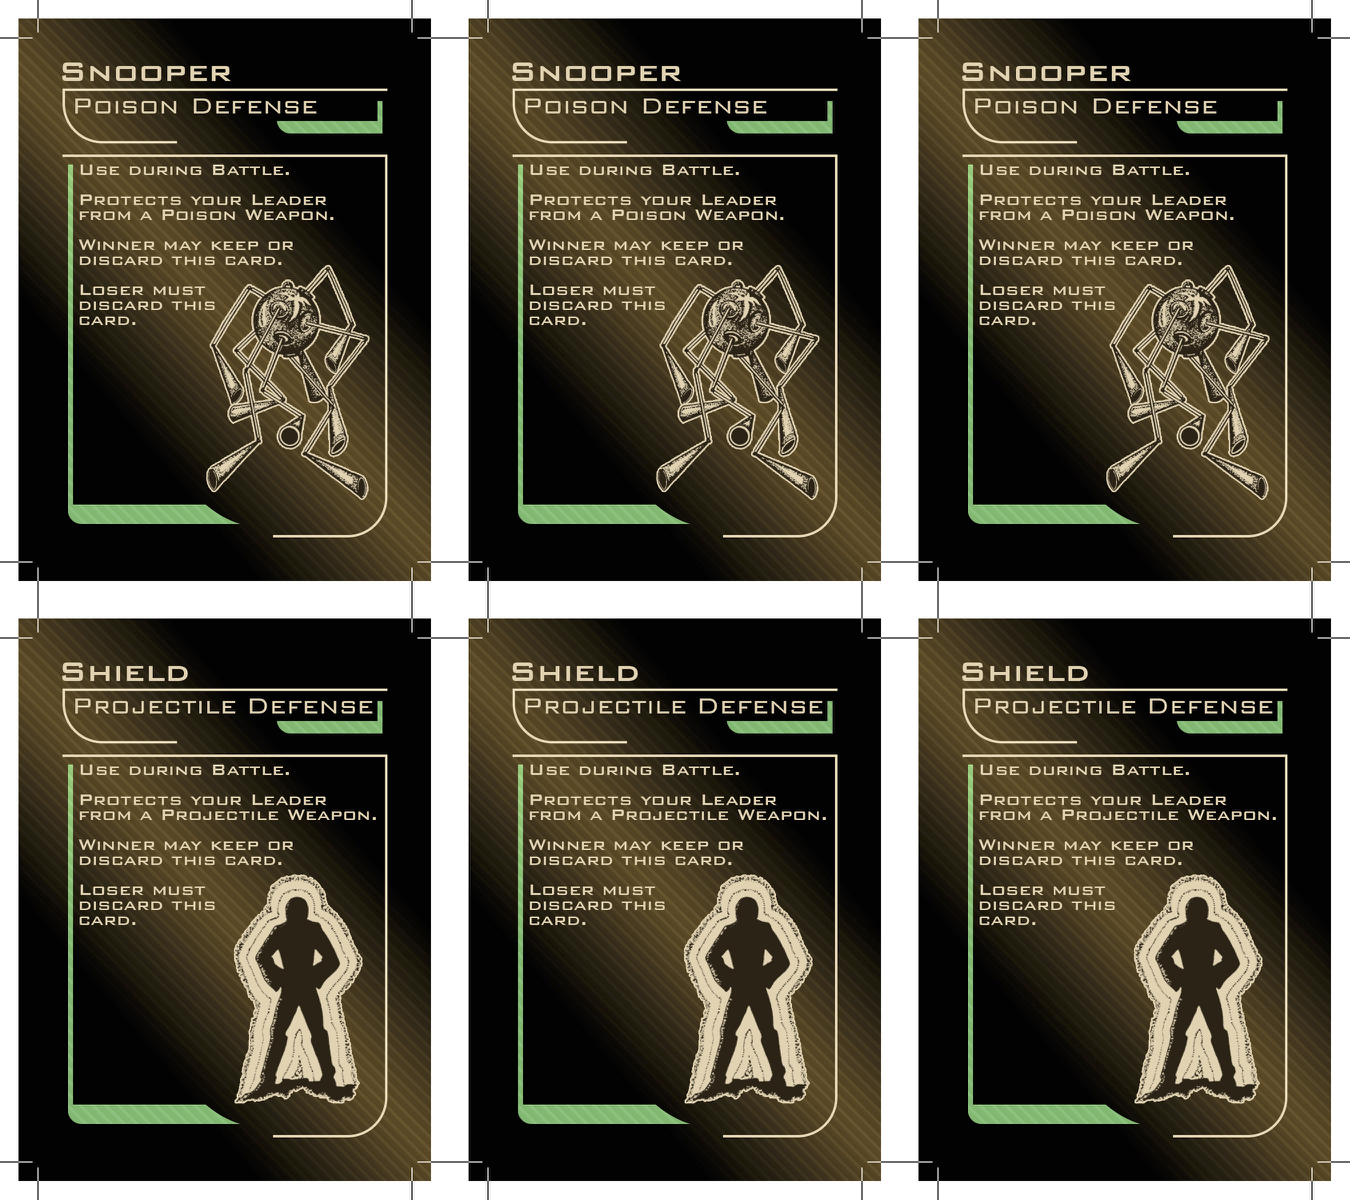 Snooper
Poison Defense
Use during Battle.
Protects your Leader
from a Poison Weapon.
Winner may keep or
discard this card.
Loser must
discard this
card.
Snooper
Poison Defense
Use during Battle.
Protects your Leader
from a Poison Weapon.
Winner may keep or
discard this card.
Loser must
discard this
card.
Snooper
Poison Defense
Use during Battle.
Protects your Leader
from a Poison Weapon.
Winner may keep or
discard this card.
Loser must
discard this
card.
Shield
Projectile Defense
Use during Battle.
Protects your Leader
from a Projectile Weapon.
Winner may keep or
discard this card.
Loser must
discard this
card.
Shield
Projectile Defense
Use during Battle.
Protects your Leader
from a Projectile Weapon.
Winner may keep or
discard this card.
Loser must
discard this
card.
Shield
Projectile Defense
Use during Battle.
Protects your Leader
from a Projectile Weapon.
Winner may keep or
discard this card.
Loser must
discard this
card.